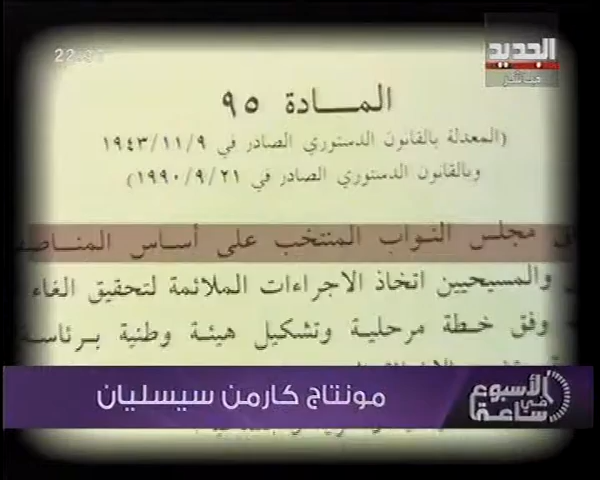 الجديد
مباشر
المادة ٩٥
(المعدلة بالقانون الدستوري الصادر في ١٩٤٣/١١/٩
وبالقانون الدستوري الصادر في ١٩٩٠/٩/٢١)
مجلس النواب المنتخب على أساس المناصفة
والمسيحيين اتخاذ الاجراءات الملائمة لتحقيق الغاء
وفق خطة مرحلية وتشكيل هيئة وطنية برئاسة
مونتاج كارمن سيسليان
الأسبوع
في
ساعة